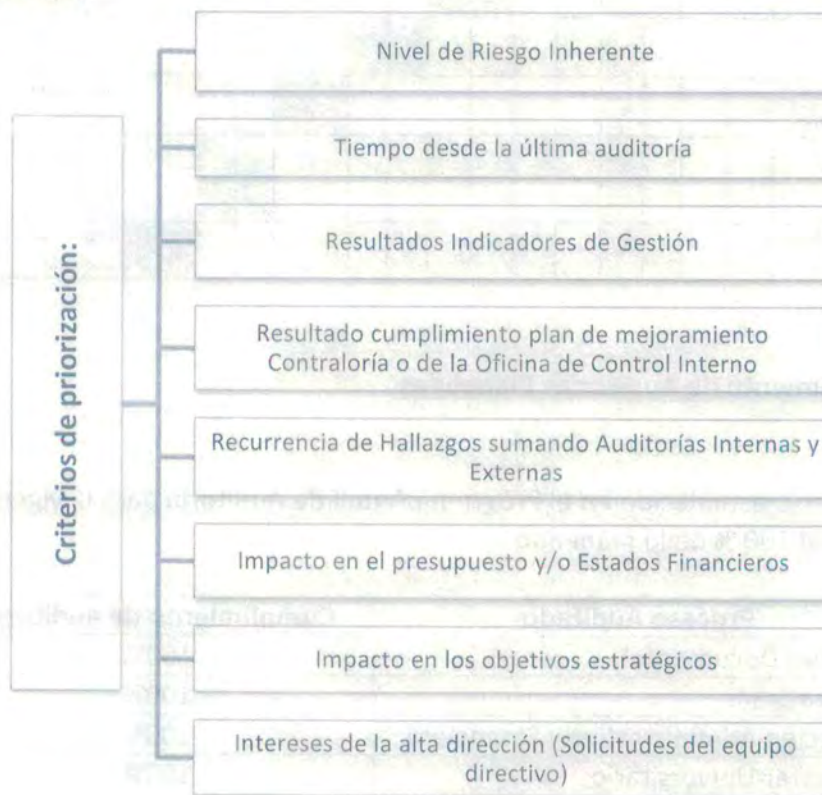 Criterios de priorización:
Nivel de Riesgo Inherente
Tiempo desde la última auditoría
Resultados Indicadores de Gestión
Resultado cumplimiento plan de mejoramiento
Contraloría o de la Oficina de Control Interno
Recurrencia de Hallazgos sumando Auditorías Internas y
Externas
Impacto en el presupuesto y/o Estados Financieros
Impacto en los objetivos estratégicos
Intereses de la alta dirección (Solicitudes del equipo
directivo)